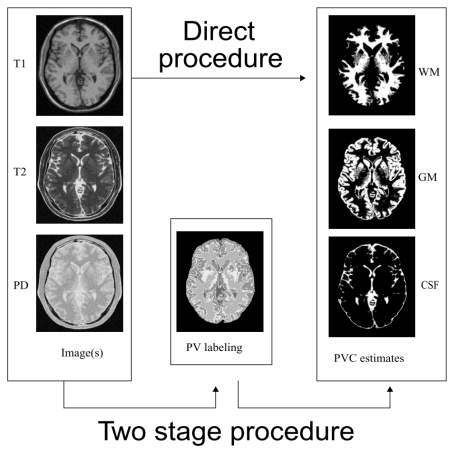 Direct
procedure
T1
T2
PD
Image(s)
PV labeling
WM
GM
CSF
PVC estimates
Two stage procedure